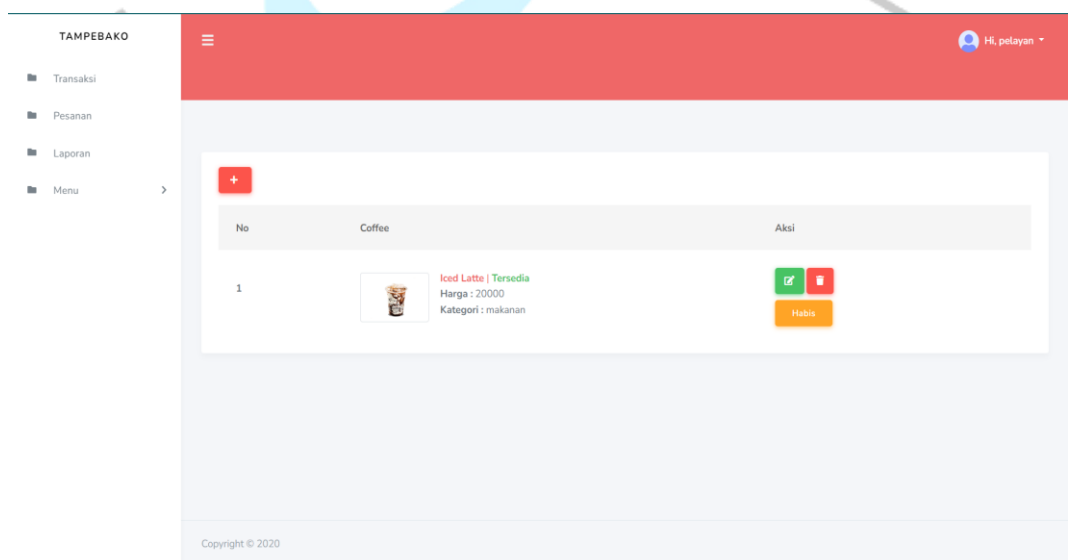 TAMPEBAKO
Hi, pelayan
Transaksi
Pesanan
Laporan
Menu
No Coffee Aksi
1
Iced Latte | Tersedia
Harga : 20000
Kategori : makanan
Habis
Copyright © 2020